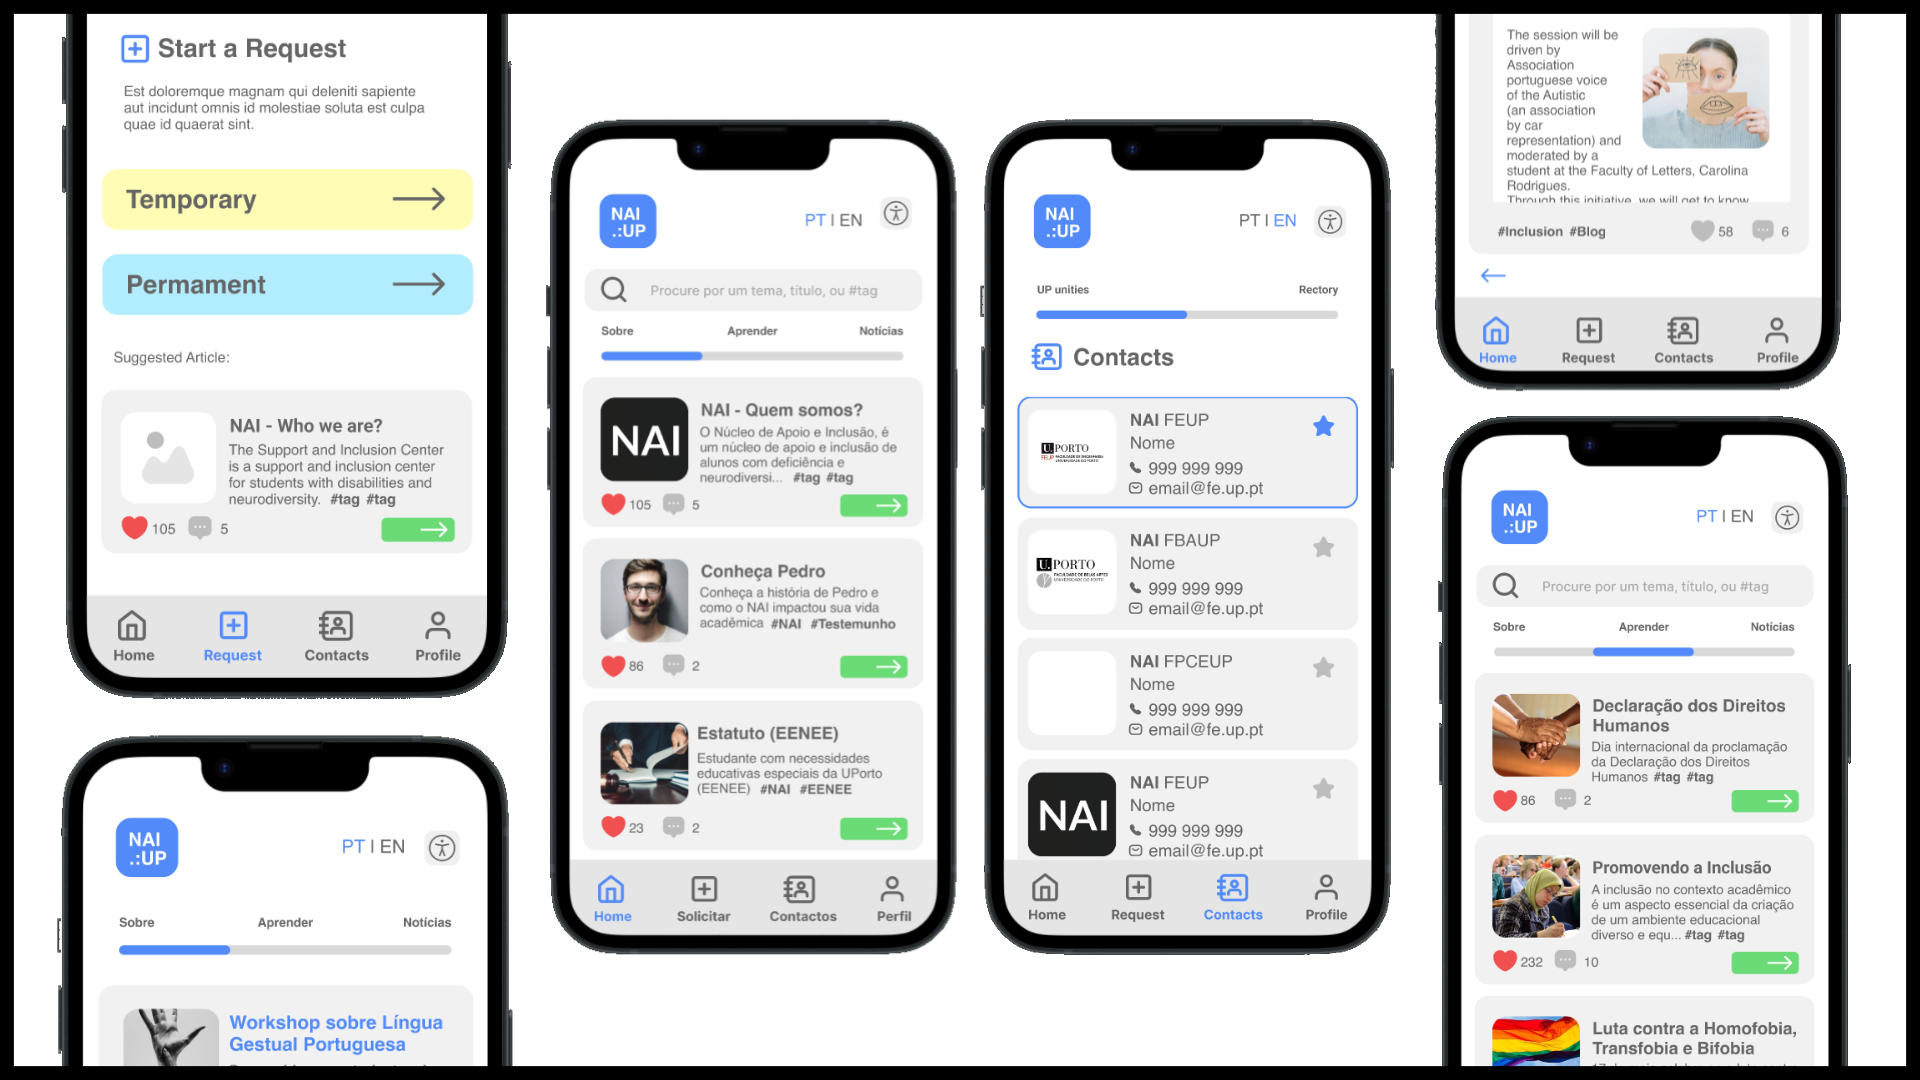 Start a Request
Est doloremque magnam qui deleniti sapiente
aut incidunt omnis id molestiae soluta est culpa
quae id quaerat sint.
Temporary
Permament
Suggested Article:
NAI - Who we are?
The Support and Inclusion Center
is a support and inclusion center
for students with disabilities and
neurodiversity. #tag #tag
105 5
Home Request Contacts Profile
NAI
.:UP
PT I EN
Sobre Aprender Notícias
Workshop sobre Língua
Gestual Portuguesa
NAI
.:UP
PT I EN
Procure por um tema, título, ou #tag
Sobre Aprender Notícias
NAI
NAI - Quem somos?
O Núcleo de Apoio e Inclusão, é
um núcleo de apoio e inclusão de
alunos com deficiência e
neurodiversi... #tag #tag
105 5
Conheça Pedro
Conheça a história de Pedro e
como o NAI impactou sua vida
acadêmica #NAI #Testemunho
86 2
Estatuto (EENEE)
Estudante com necessidades
educativas especiais da UPorto
(EENEE) #NAI #EENEE
23 2
Home Solicitar Contactos Perfil
NAI
.:UP
PT I EN
UP unities Rectory
Contacts
U.PORTO
FEUP FACULDADE DE ENGENHARIA
UNIVERSIDADE DO PORTO
NAI FEUP
Nome
999 999 999
email@fe.up.pt
U.PORTO
FACULDADE DE BELAS ARTES
UNIVERSIDADE DO PORTO
NAI FBAUP
Nome
999 999 999
email@fe.up.pt
NAI FPCEUP
Nome
999 999 999
email@fe.up.pt
NAI
NAI FEUP
Nome
999 999 999
email@fe.up.pt
Home Request Contacts Profile
The session will be
driven by
Association
portuguese voice
of the Autistic
(an association
by car
representation) and
moderated by a
student at the Faculty of Letters, Carolina
Rodrigues.
Through this initiative, we will get to know
#Inclusion #Blog 58 6
Home Request Contacts Profile
NAI
.:UP
PT I EN
Procure por um tema, título, ou #tag
Sobre Aprender Notícias
Declaração dos Direitos
Humanos
Dia internacional da proclamação
da Declaração dos Direitos
Humanos #tag #tag
86 2
Promovendo a Inclusão
A inclusão no contexto acadêmico
é um aspecto essencial da criação
de um ambiente educacional
diverso e equ... #tag #tag
232 10
Luta contra a Homofobia,
Transfobia e Bifobia